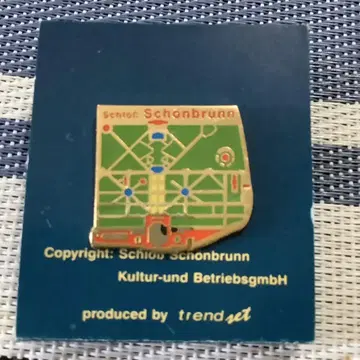 Schloß Schönbrunn
Copyright: Schloß Schönbrunn
Kultur-und BetriebsgmbH
produced by trendset